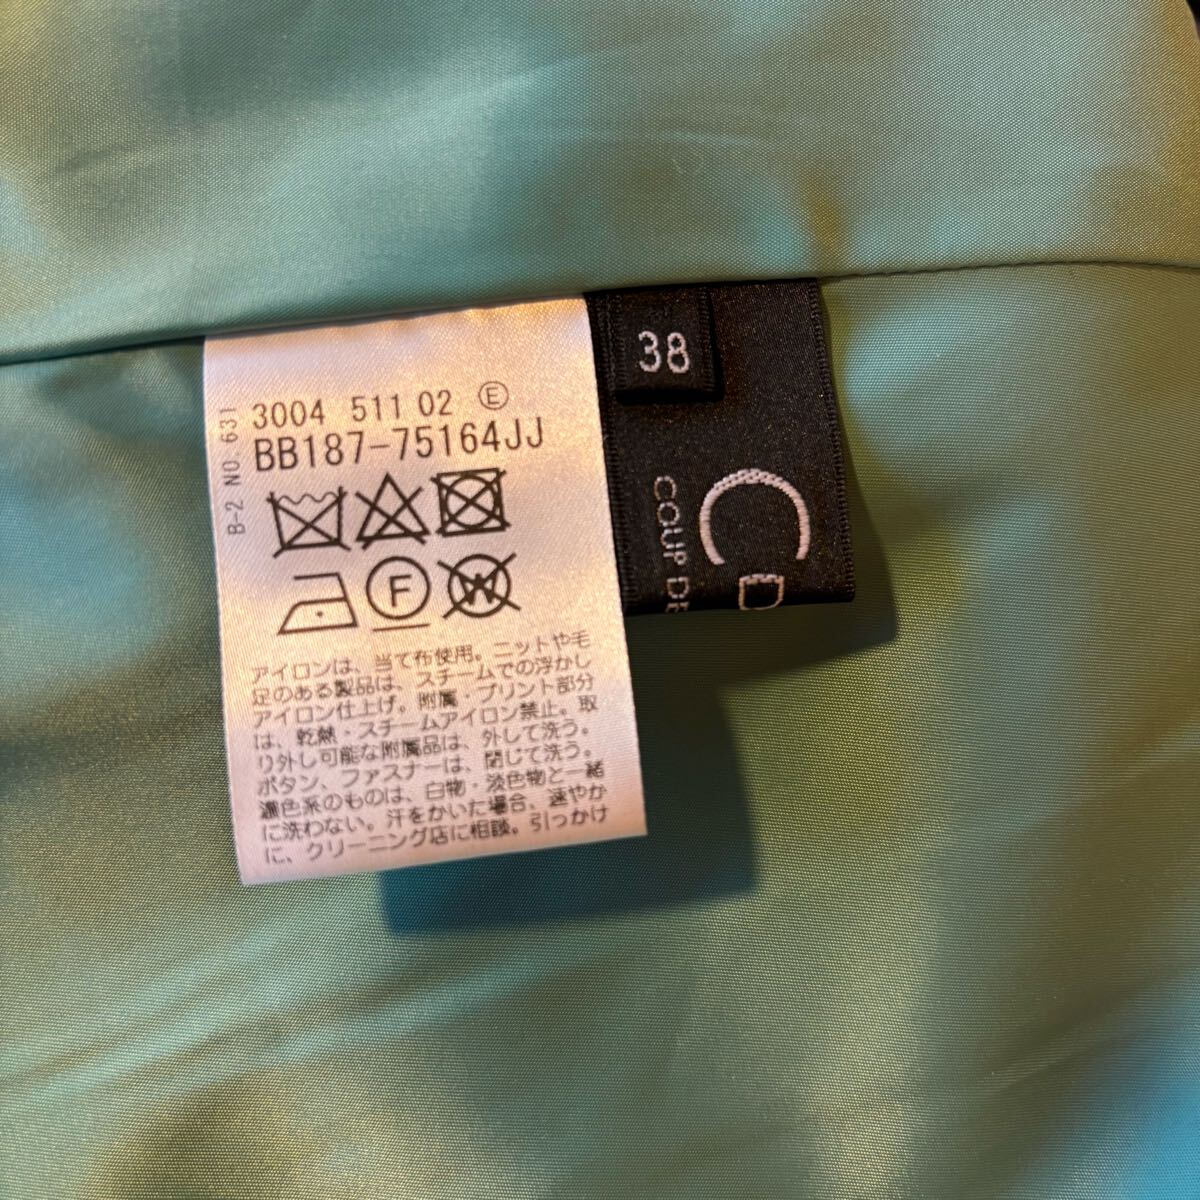 B-2 NO. 631
3004 511 02 Ⓔ
BB187-75164JJ
F
W
アイロンは、当て布使用。ニットや毛
足のある製品は、スチームでの浮かし
アイロン仕上げ。附属・プリント部分
は、乾熱・スチームアイロン禁止。取
り外し可能な附属品は、外して洗う。
ボタン、ファスナーは、閉じて洗う。
濃色系のものは、白物・淡色物と一緒
に洗わない。汗をかいた場合、速やか
に、クリーニング店に相談。引っかけ
38
C D
COUP DE